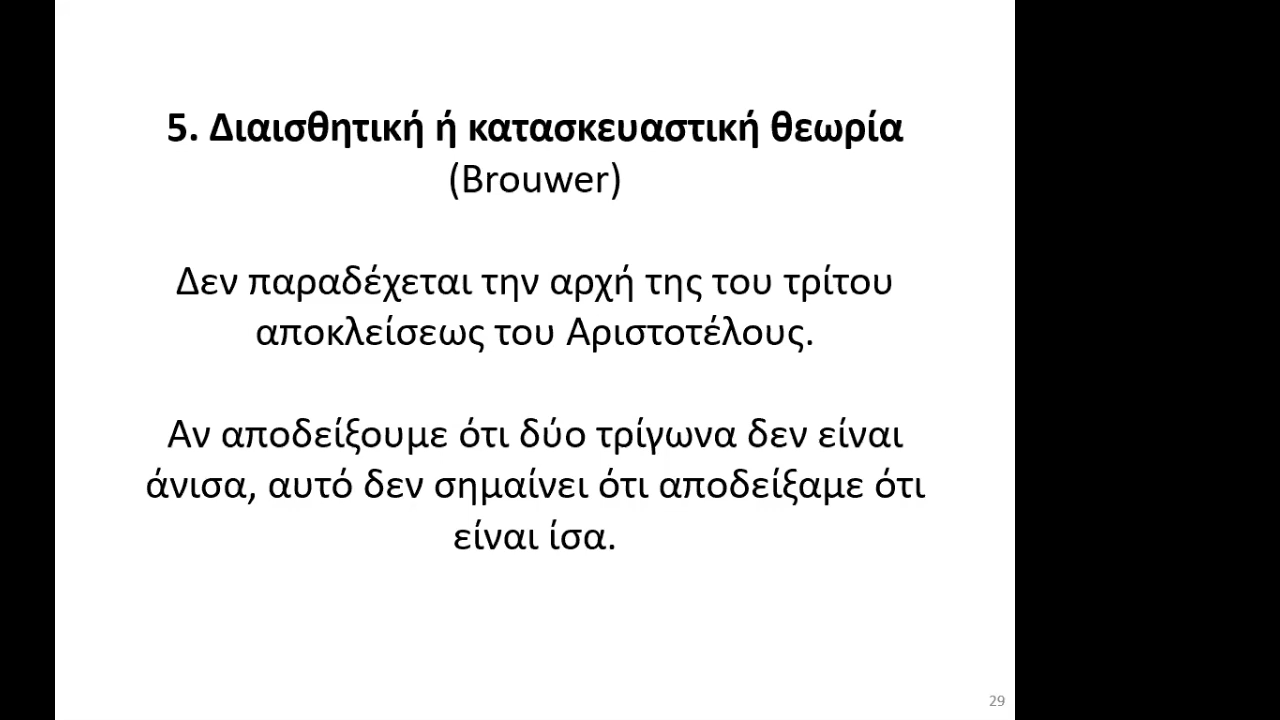 5. Διαισθητική ή κατασκευαστική θεωρία
(Brouwer)
Δεν παραδέχεται την αρχή της του τρίτου
αποκλείσεως του Αριστοτέλους.
Αν αποδείξουμε ότι δύο τρίγωνα δεν είναι
άνισα, αυτό δεν σημαίνει ότι αποδείξαμε ότι
είναι ίσα.
29